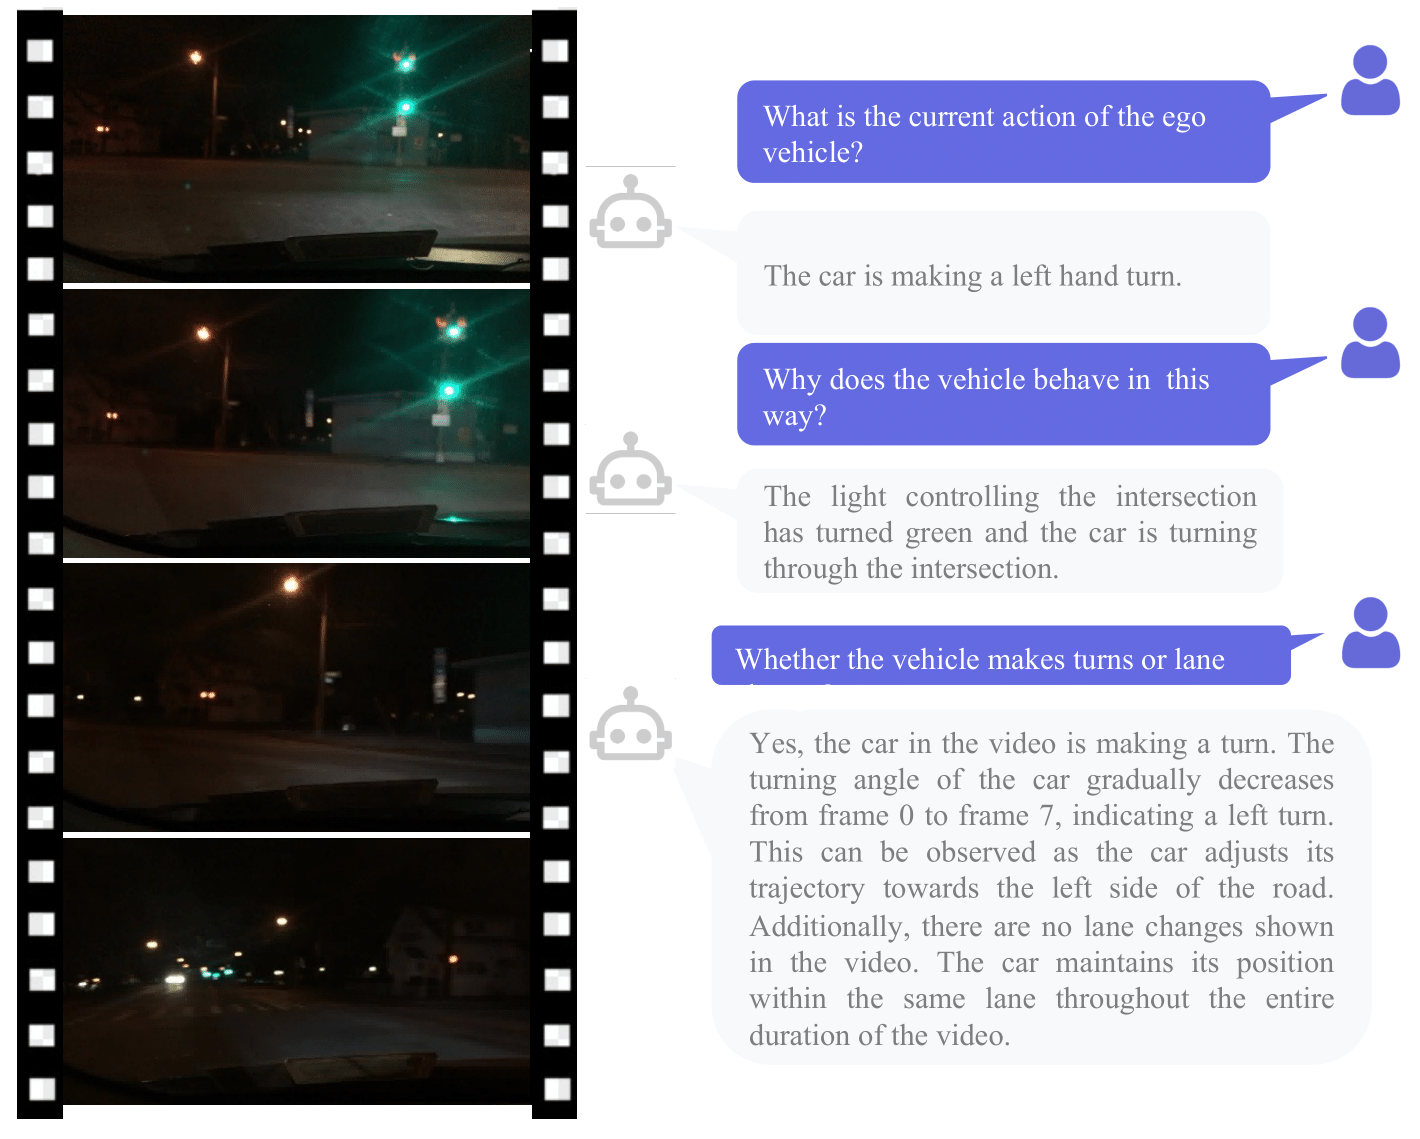 What is the current action of the ego
vehicle?
The car is making a left hand turn.
Why does the vehicle behave in this
way?
The light controlling the intersection
has turned green and the car is turning
through the intersection.
Whether the vehicle makes turns or lane
Yes, the car in the video is making a turn. The
turning angle of the car gradually decreases
from frame 0 to frame 7, indicating a left turn.
This can be observed as the car adjusts its
trajectory towards the left side of the road.
Additionally, there are no lane changes shown
in the video. The car maintains its position
within the same lane throughout the entire
duration of the video.